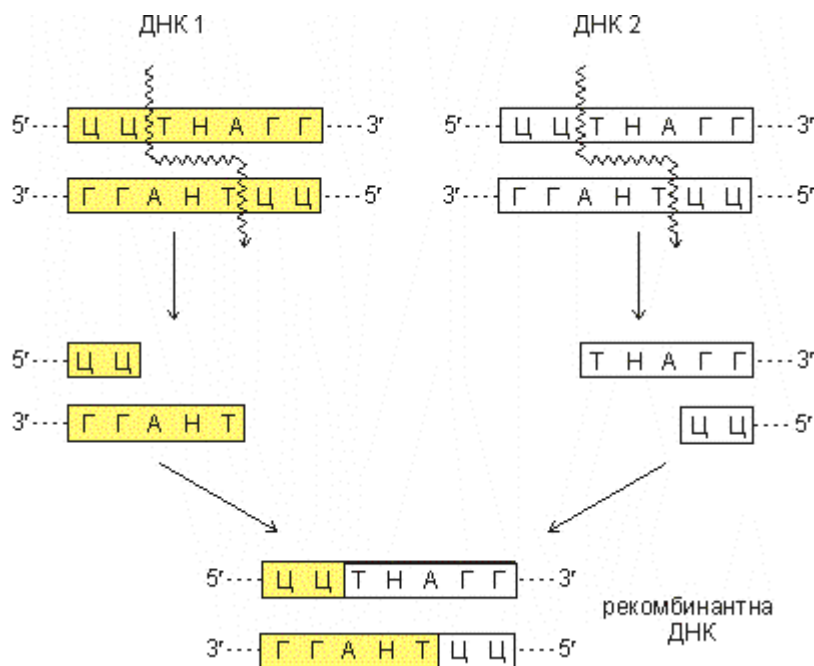 ДНК 1 ДНК 2
5′ Ц Ц Т Н А Г Г 3′ 5′ Ц Ц Т Н А Г Г 3′
3′ Г Г А Н Т Ц Ц 5′ 3′ Г Г А Н Т Ц Ц 5′
5′ Ц Ц Т Н А Г Г 3′
3′ Г Г А Н Т Ц Ц 5′
5′ Ц Ц Т Н А Г Г 3′
рекомбинантна
ДНК
3′ Г Г А Н Т Ц Ц 5′